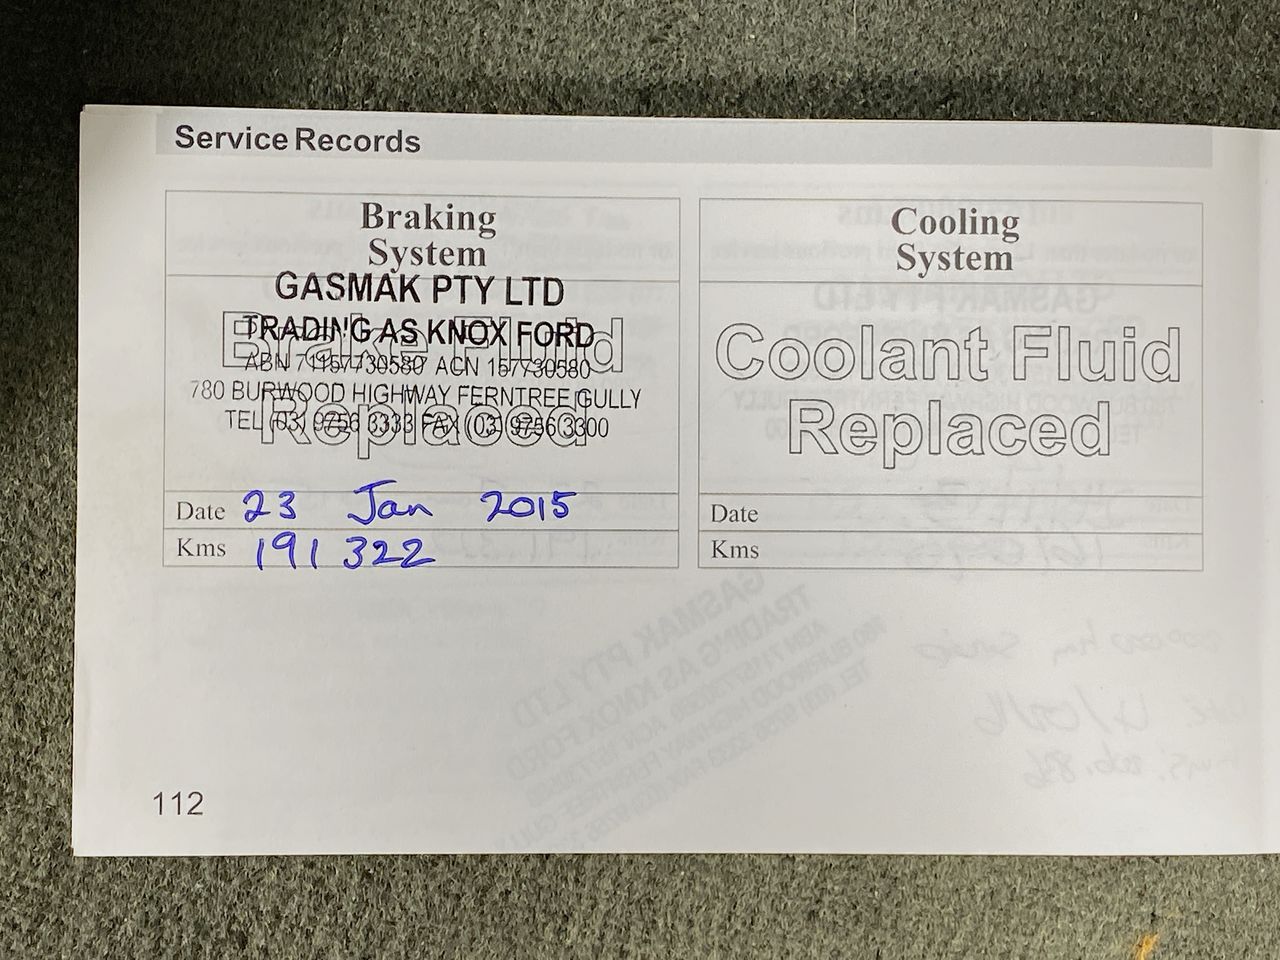 Service Records
Braking
System
GASMAK PTY LTD
TRADING AS KNOX FORD
Brake Fluid
ABN 71157730580 ACN 157730580
780 BURWOOD HIGHWAY FERNTREE GULLY
Replaced
TEL (03) 9756 3333 FAX (03) 9756 3300
Date 23 Jan 2015
Kms 191 322
Cooling
System
Coolant Fluid
Replaced
Date
Kms
112